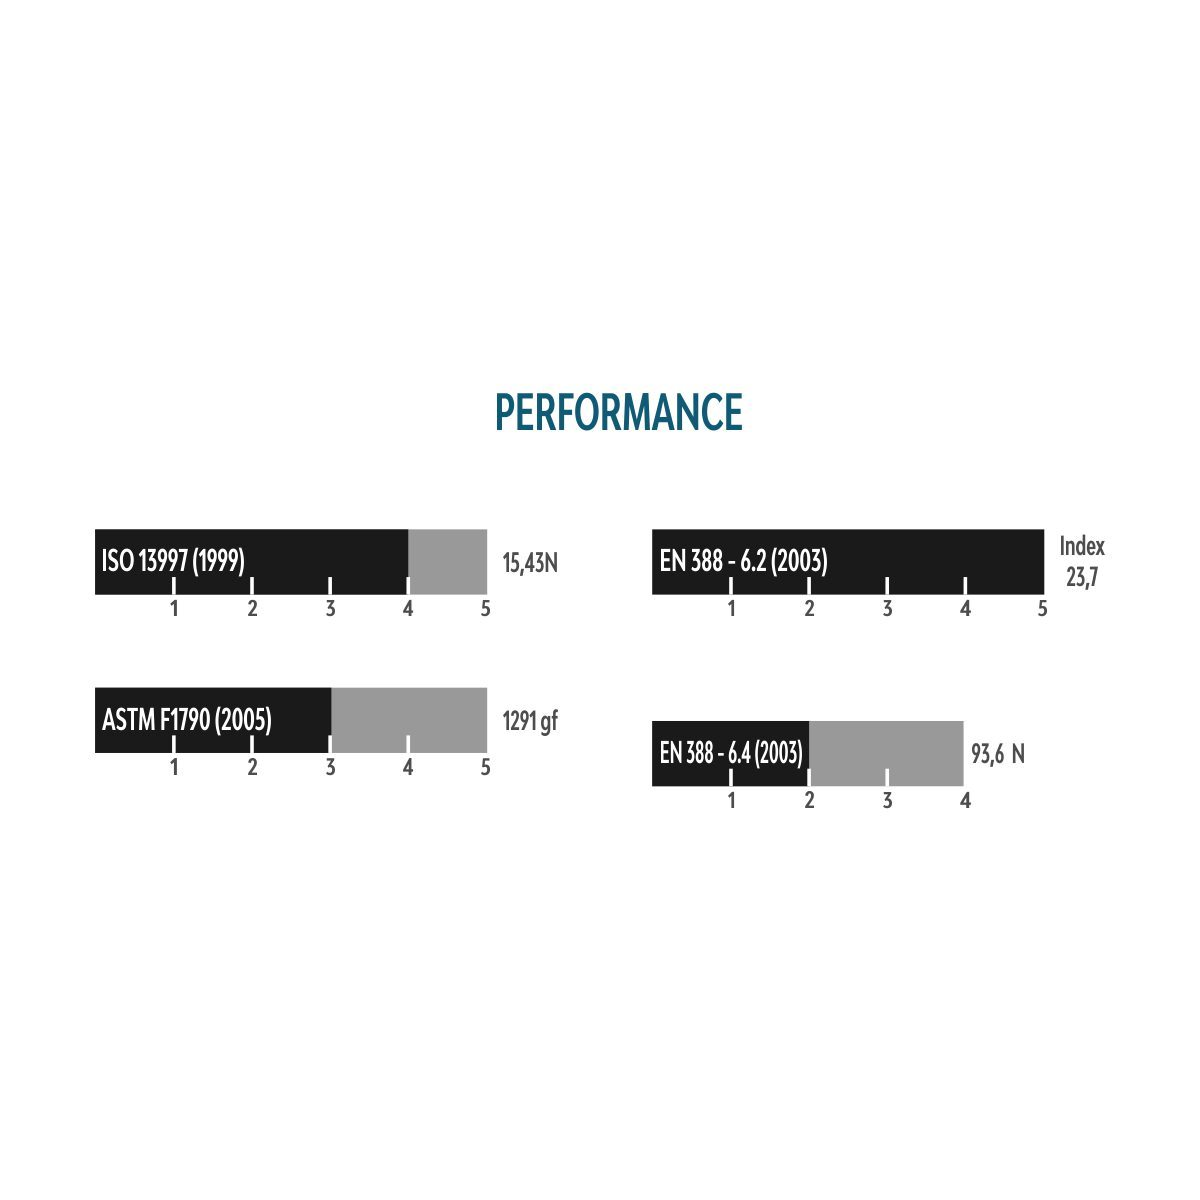 PERFORMANCE
ISO 13997 (1999)
15,43N
1 2 3 4 5
EN 388 - 6.2 (2003)
Index
23,7
1 2 3 4 5
ASTM F1790 (2005)
1291 gf
1 2 3 4 5
EN 388 - 6.4 (2003)
93,6 N
1 2 3 4